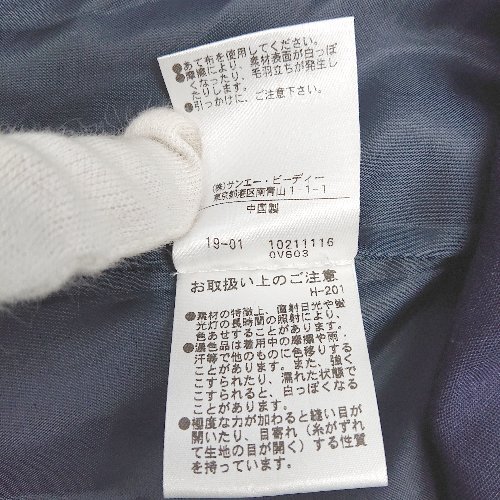 ●あて布を使用してください。
●摩擦により、素材表面が白っぽ
くなったり、毛羽立ちが発生し
たりします。
●引っかけに、ご注意下さい。
(株)サンエー・ビーディー
東京都港区南青山1-1-1
中国製
19-01 10211116
0V603
お取扱い上のご注意
H-201
●素材の特徴上、直射日光や蛍
光灯の長時間の照射により、
色あせすることがあります。
●濃色品は着用中の摩擦や雨・
汗等で他のものに色移りする
ことがあります。また、強く
こすられたり、濡れた状態で
こすられると、白っぽくなる
ことがあります。
●極度な力が加わると縫い目が
開いたり、目寄れ(糸がずれ
て生地の目が開く)する性質
を持っています。